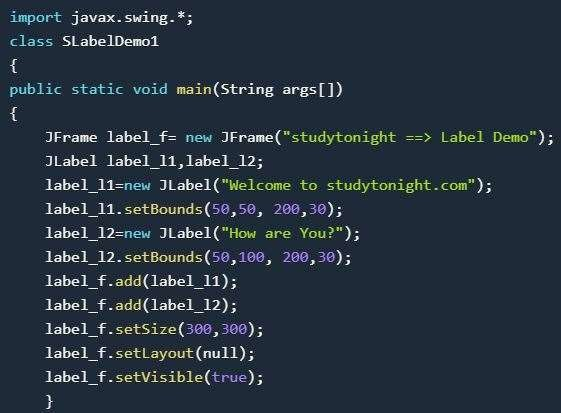 import javax.swing.*;
class SLabelDemo1
{
public static void main(String args[])
{
    JFrame label_f= new JFrame("studytonight ==> Label Demo");
    JLabel label_l1,label_l2;
    label_l1=new JLabel("Welcome to studytonight.com");
    label_l1.setBounds(50,50, 200,30);
    label_l2=new JLabel("How are You?");
    label_l2.setBounds(50,100, 200,30);
    label_f.add(label_l1);
    label_f.add(label_l2);
    label_f.setSize(300,300);
    label_f.setLayout(null);
    label_f.setVisible(true);
    }